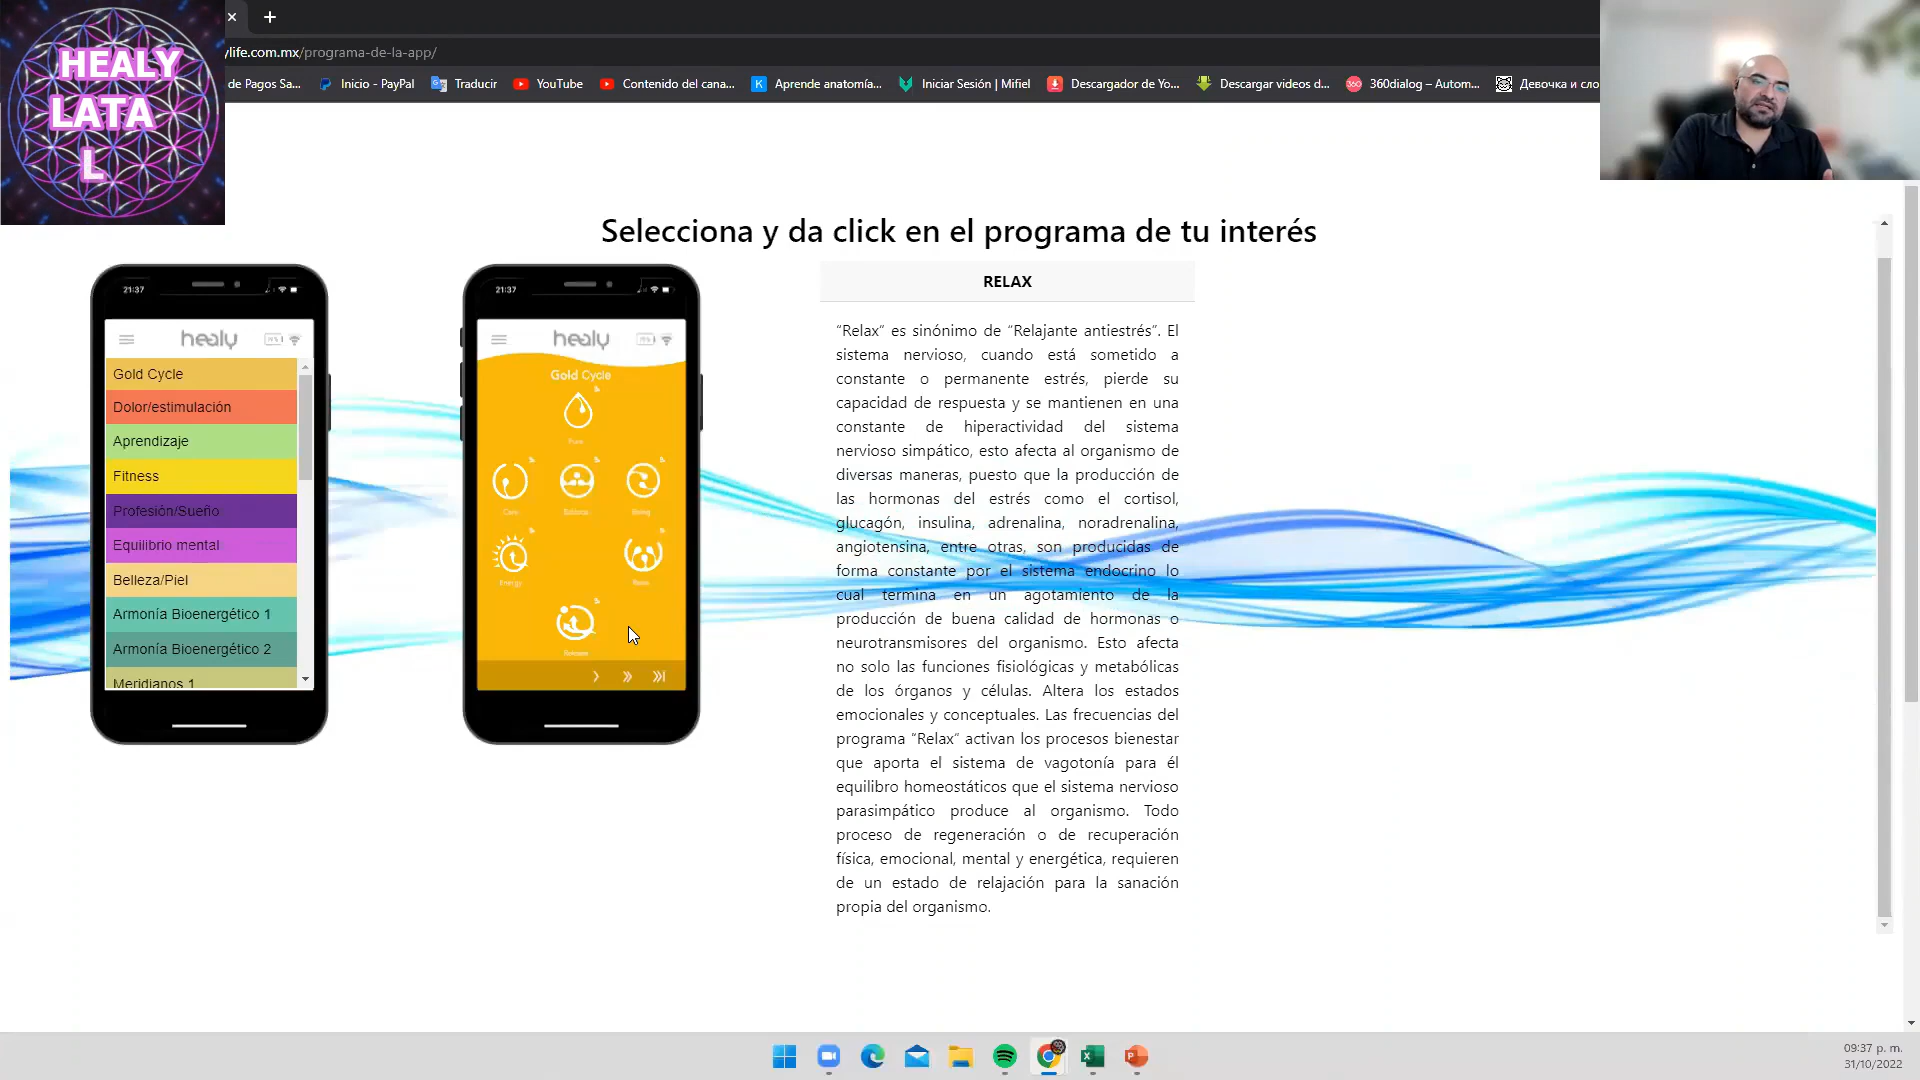 HEALY
LATA
L
ylife.com.mx/programa-de-la-app/
de Pagos Sa...
Inicio - PayPal
Traducir
YouTube
Contenido del cana...
Aprende anatomía...
Iniciar Sesión | Mifiel
Descargador de Yo...
Descargar videos d...
360dialog – Autom...
Девочка и сло
Selecciona y da click en el programa de tu interés
21:37
healy
Gold Cycle
Dolor/estimulación
Aprendizaje
Fitness
Profesión/Sueño
Equilibrio mental
Belleza/Piel
Armonía Bioenergético 1
Armonía Bioenergético 2
Meridianos 1
21:37
healy
Gold Cycle
Pure
Care
Balance
Being
Energy
Relax
Release
RELAX
“Relax” es sinónimo de “Relajante antiestrés”. El
sistema nervioso, cuando está sometido a
constante o permanente estrés, pierde su
capacidad de respuesta y se mantienen en una
constante de hiperactividad del sistema
nervioso simpático, esto afecta al organismo de
diversas maneras, puesto que la producción de
las hormonas del estrés como el cortisol,
glucagón, insulina, adrenalina, noradrenalina,
angiotensina, entre otras, son producidas de
forma constante por el sistema endocrino lo
cual termina en un agotamiento de la
producción de buena calidad de hormonas o
neurotransmisores del organismo. Esto afecta
no solo las funciones fisiológicas y metabólicas
de los órganos y células. Altera los estados
emocionales y conceptuales. Las frecuencias del
programa “Relax” activan los procesos bienestar
que aporta el sistema de vagotonía para él
equilibro homeostáticos que el sistema nervioso
parasimpático produce al organismo. Todo
proceso de regeneración o de recuperación
física, emocional, mental y energética, requieren
de un estado de relajación para la sanación
propia del organismo.
09:37 p. m.
31/10/2022